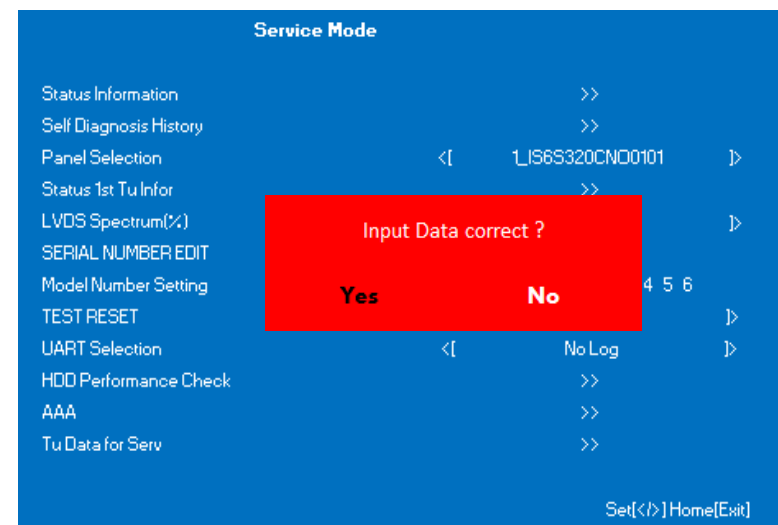 Service Mode
Status Information >>
Self Diagnosis History >>
Panel Selection <[ 1_IS6S320CNO0101 ]>
Status 1st Tu Infor >>
LVDS Spectrum(%) ]>
Input Data correct ?
SERIAL NUMBER EDIT
Model Number Setting 4 5 6
Yes No
TEST RESET ]>
UART Selection <[ No Log ]>
HDD Performance Check >>
AAA >>
Tu Data for Serv >>
Set[</>] Home[Exit]